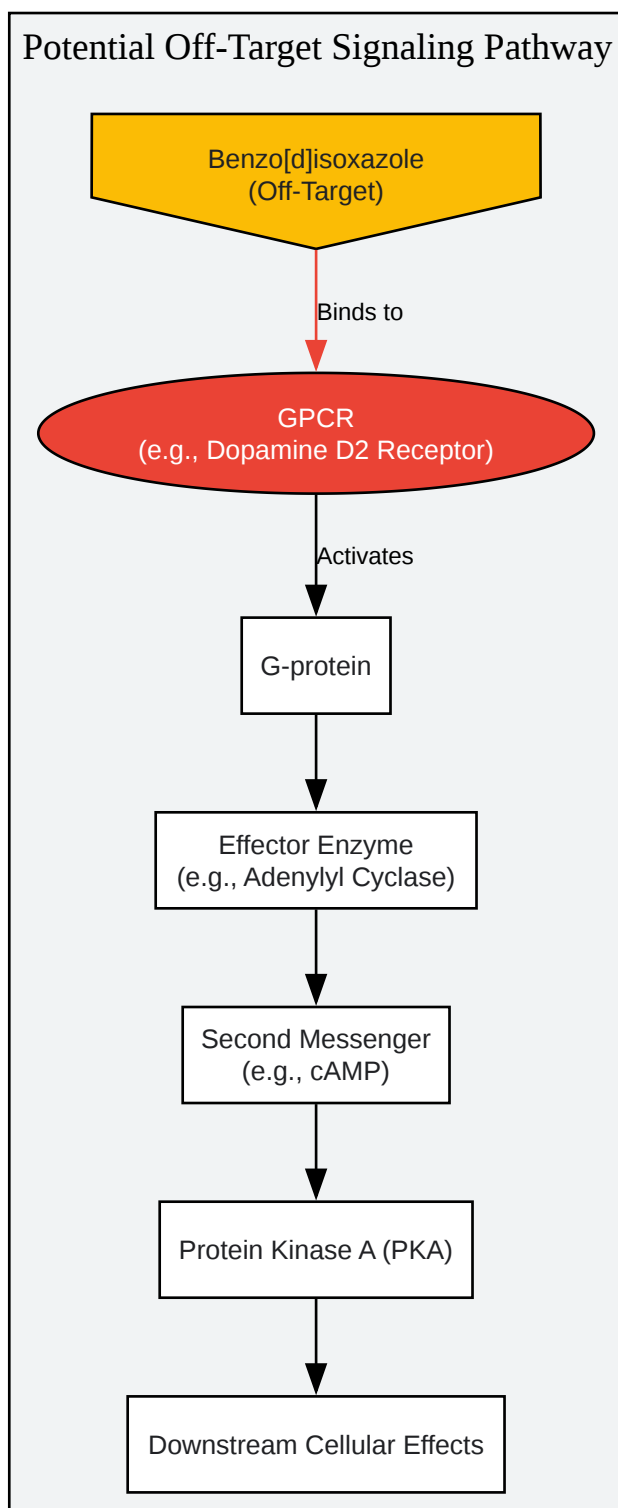 Potential Off-Target Signaling Pathway
Benzo[d]isoxazole
(Off-Target)
Binds to
GPCR
(e.g., Dopamine D2 Receptor)
Activates
G-protein
Effector Enzyme
(e.g., Adenylyl Cyclase)
Second Messenger
(e.g., cAMP)
Protein Kinase A (PKA)
Downstream Cellular Effects